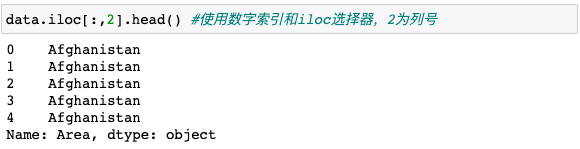 data.iloc[:,2].head() #使用数字索引和iloc选择器，2为列号
0    Afghanistan
1    Afghanistan
2    Afghanistan
3    Afghanistan
4    Afghanistan
Name: Area, dtype: object